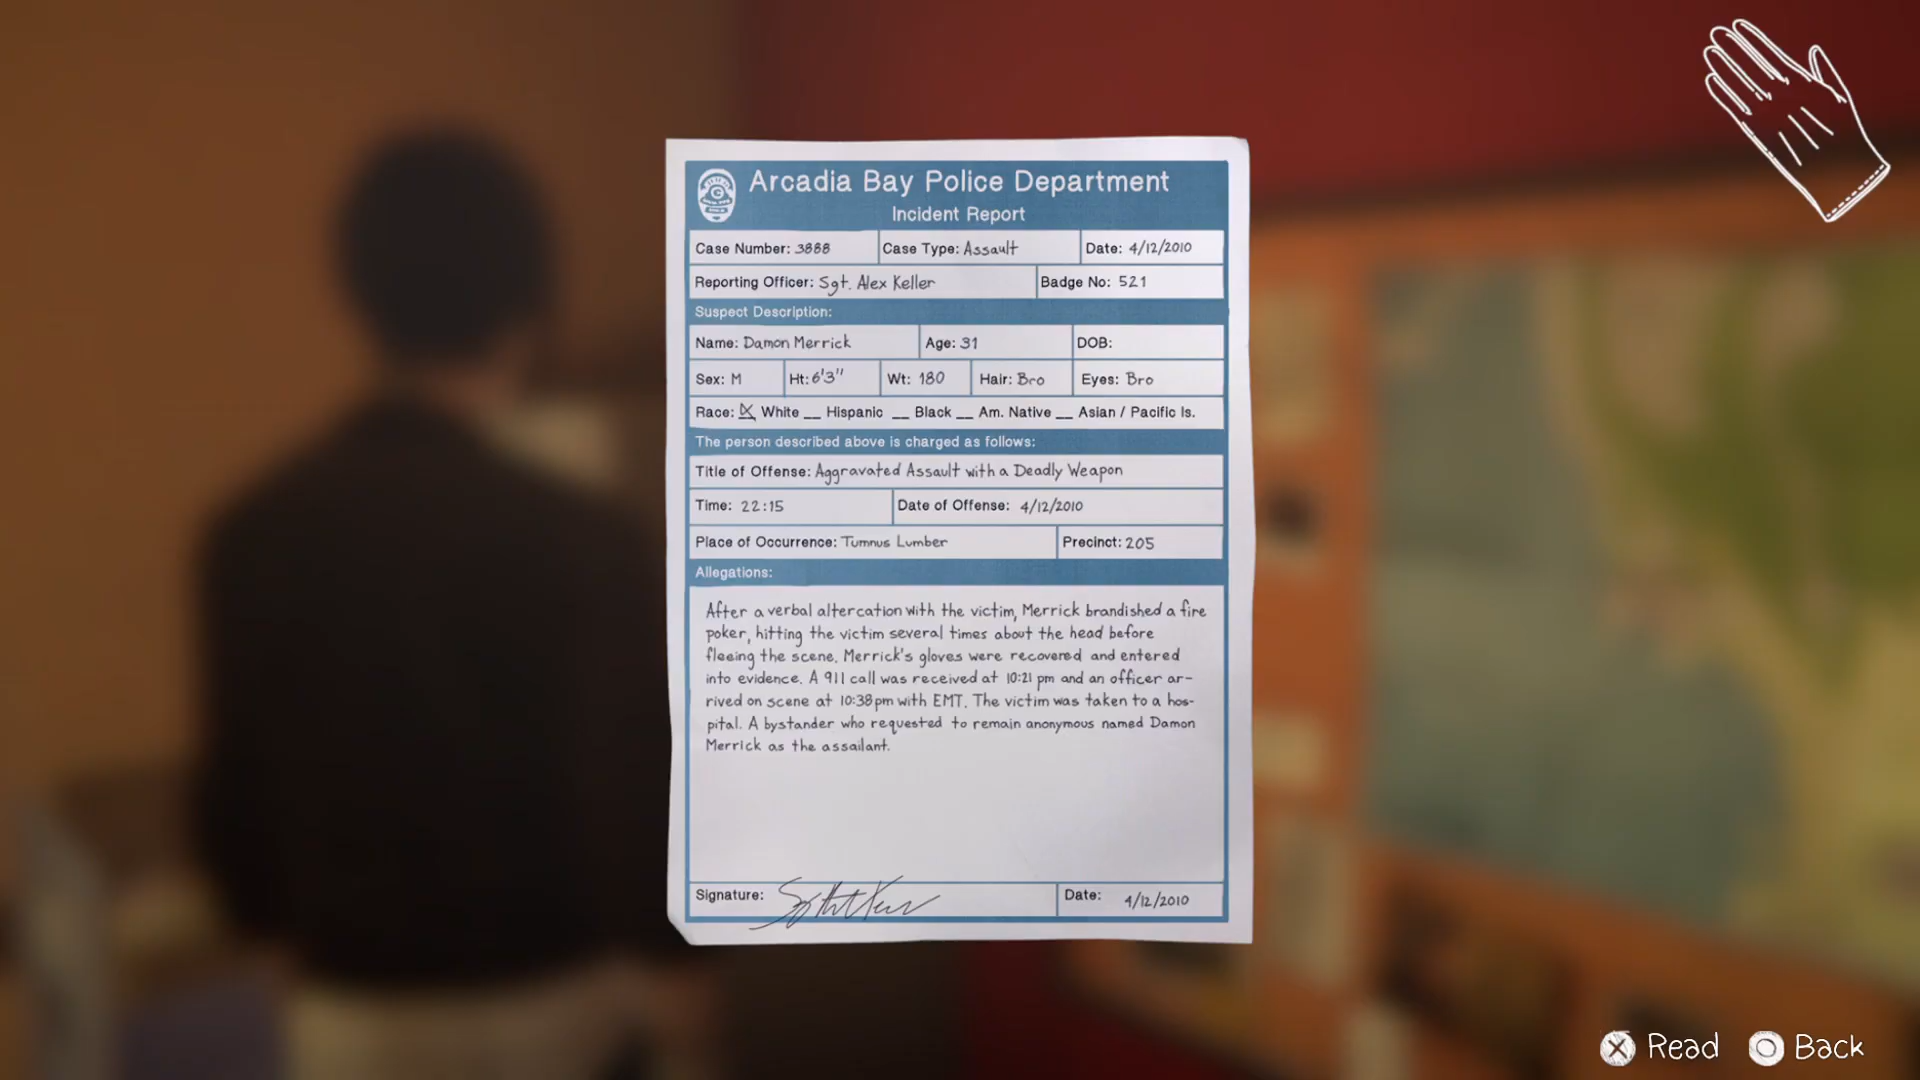 Arcadia Bay Police Department
Incident Report
Case Number: 3888 Case Type: Assault Date: 4/12/2010
Reporting Officer: Sgt. Alex Keller Badge No: 521
Suspect Description:
Name: Damon Merrick Age: 31 DOB:
Sex: M Ht: 6'3" Wt: 180 Hair: Bro Eyes: Bro
Race: X White __ Hispanic __ Black __ Am. Native __ Asian / Pacific Is.
The person described above is charged as follows:
Title of Offense: Aggravated Assault with a Deadly Weapon
Time: 22:15 Date of Offense: 4/12/2010
Place of Occurrence: Tumnus Lumber Precinct: 205
Allegations:
After a verbal altercation with the victim, Merrick brandished a fire
poker, hitting the victim several times about the head before
fleeing the scene. Merrick's gloves were recovered and entered
into evidence. A 911 call was received at 10:21 pm and an officer ar-
rived on scene at 10:38pm with EMT. The victim was taken to a hos-
pital. A bystander who requested to remain anonymous named Damon
Merrick as the assailant.
Signature: Date: 4/12/2010
Read Back